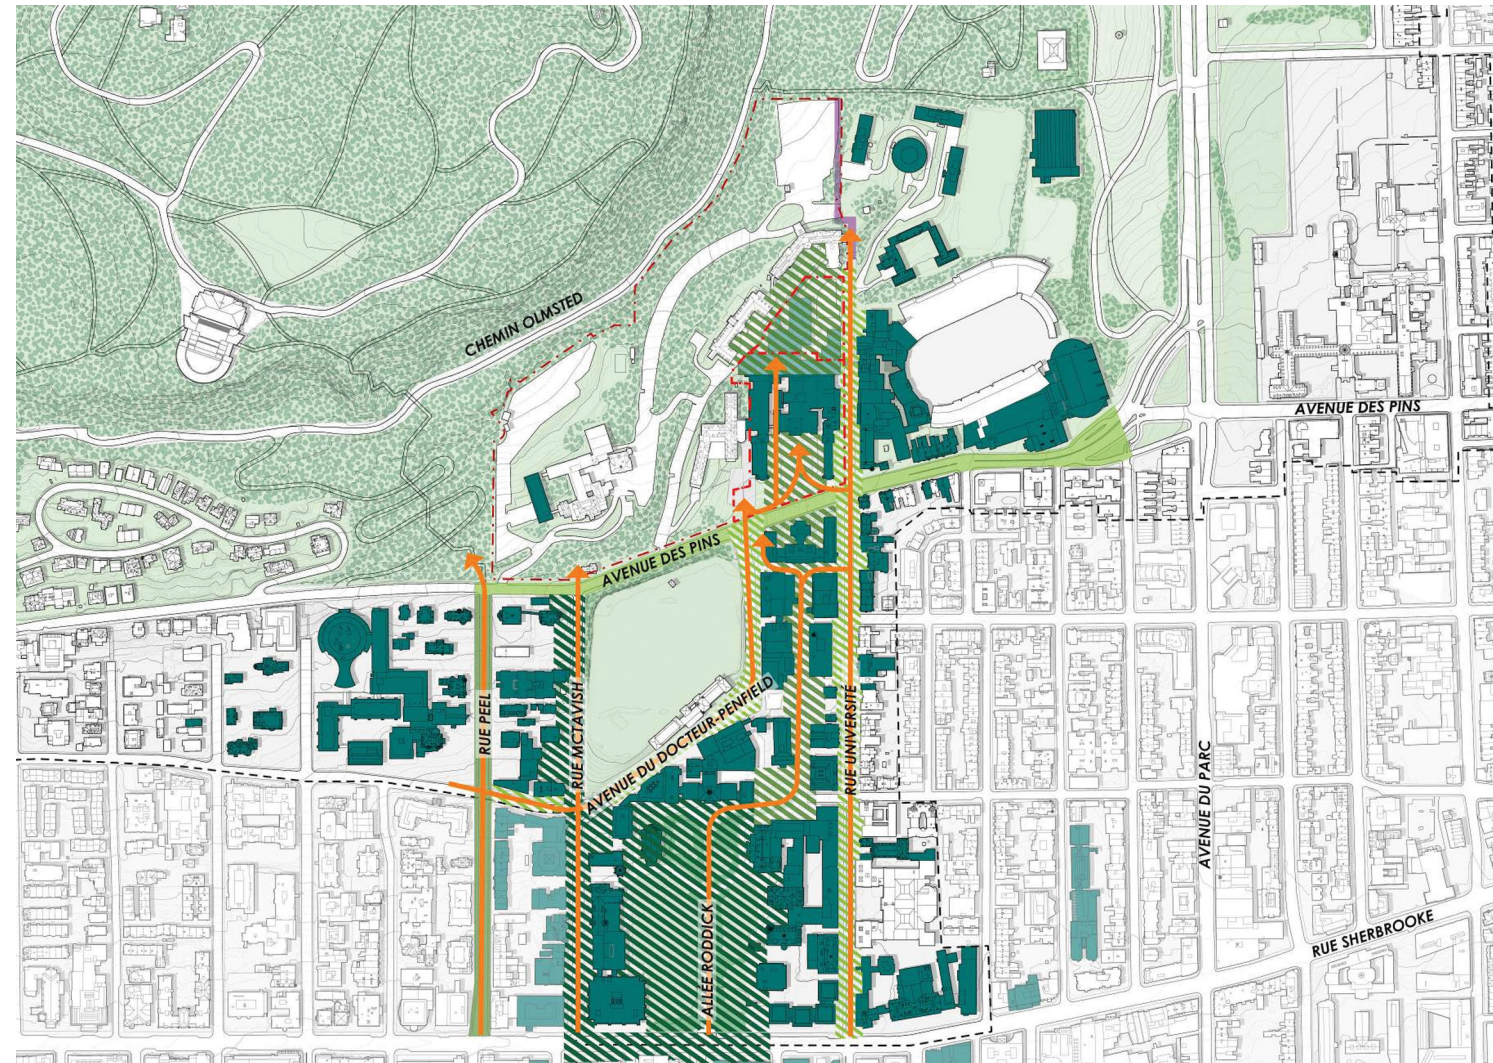 CHEMIN OLMSTED
AVENUE DES PINS
AVENUE DES PINS
RUE PEEL
RUE MCTAVISH
AVENUE DU DOCTEUR-PENFIELD
RUE UNIVERSITÉ
AVENUE DU PARC
ALLÉE RODDICK
RUE SHERBROOKE